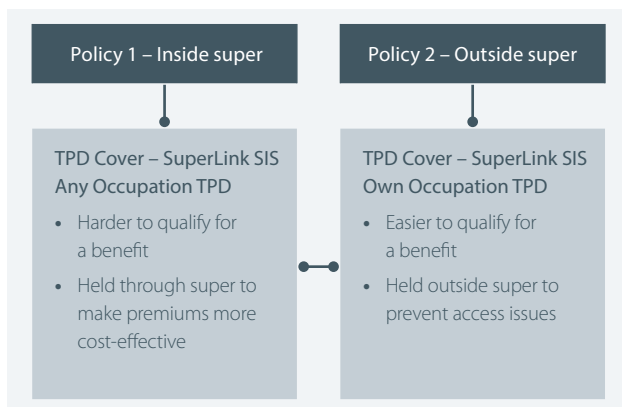 Policy 1 – Inside super
TPD Cover – SuperLink SIS
Any Occupation TPD
• Harder to qualify for
a benefit
• Held through super to
make premiums more
cost-effective
Policy 2 – Outside super
TPD Cover – SuperLink SIS
Own Occupation TPD
• Easier to qualify for
a benefit
• Held outside super to
prevent access issues